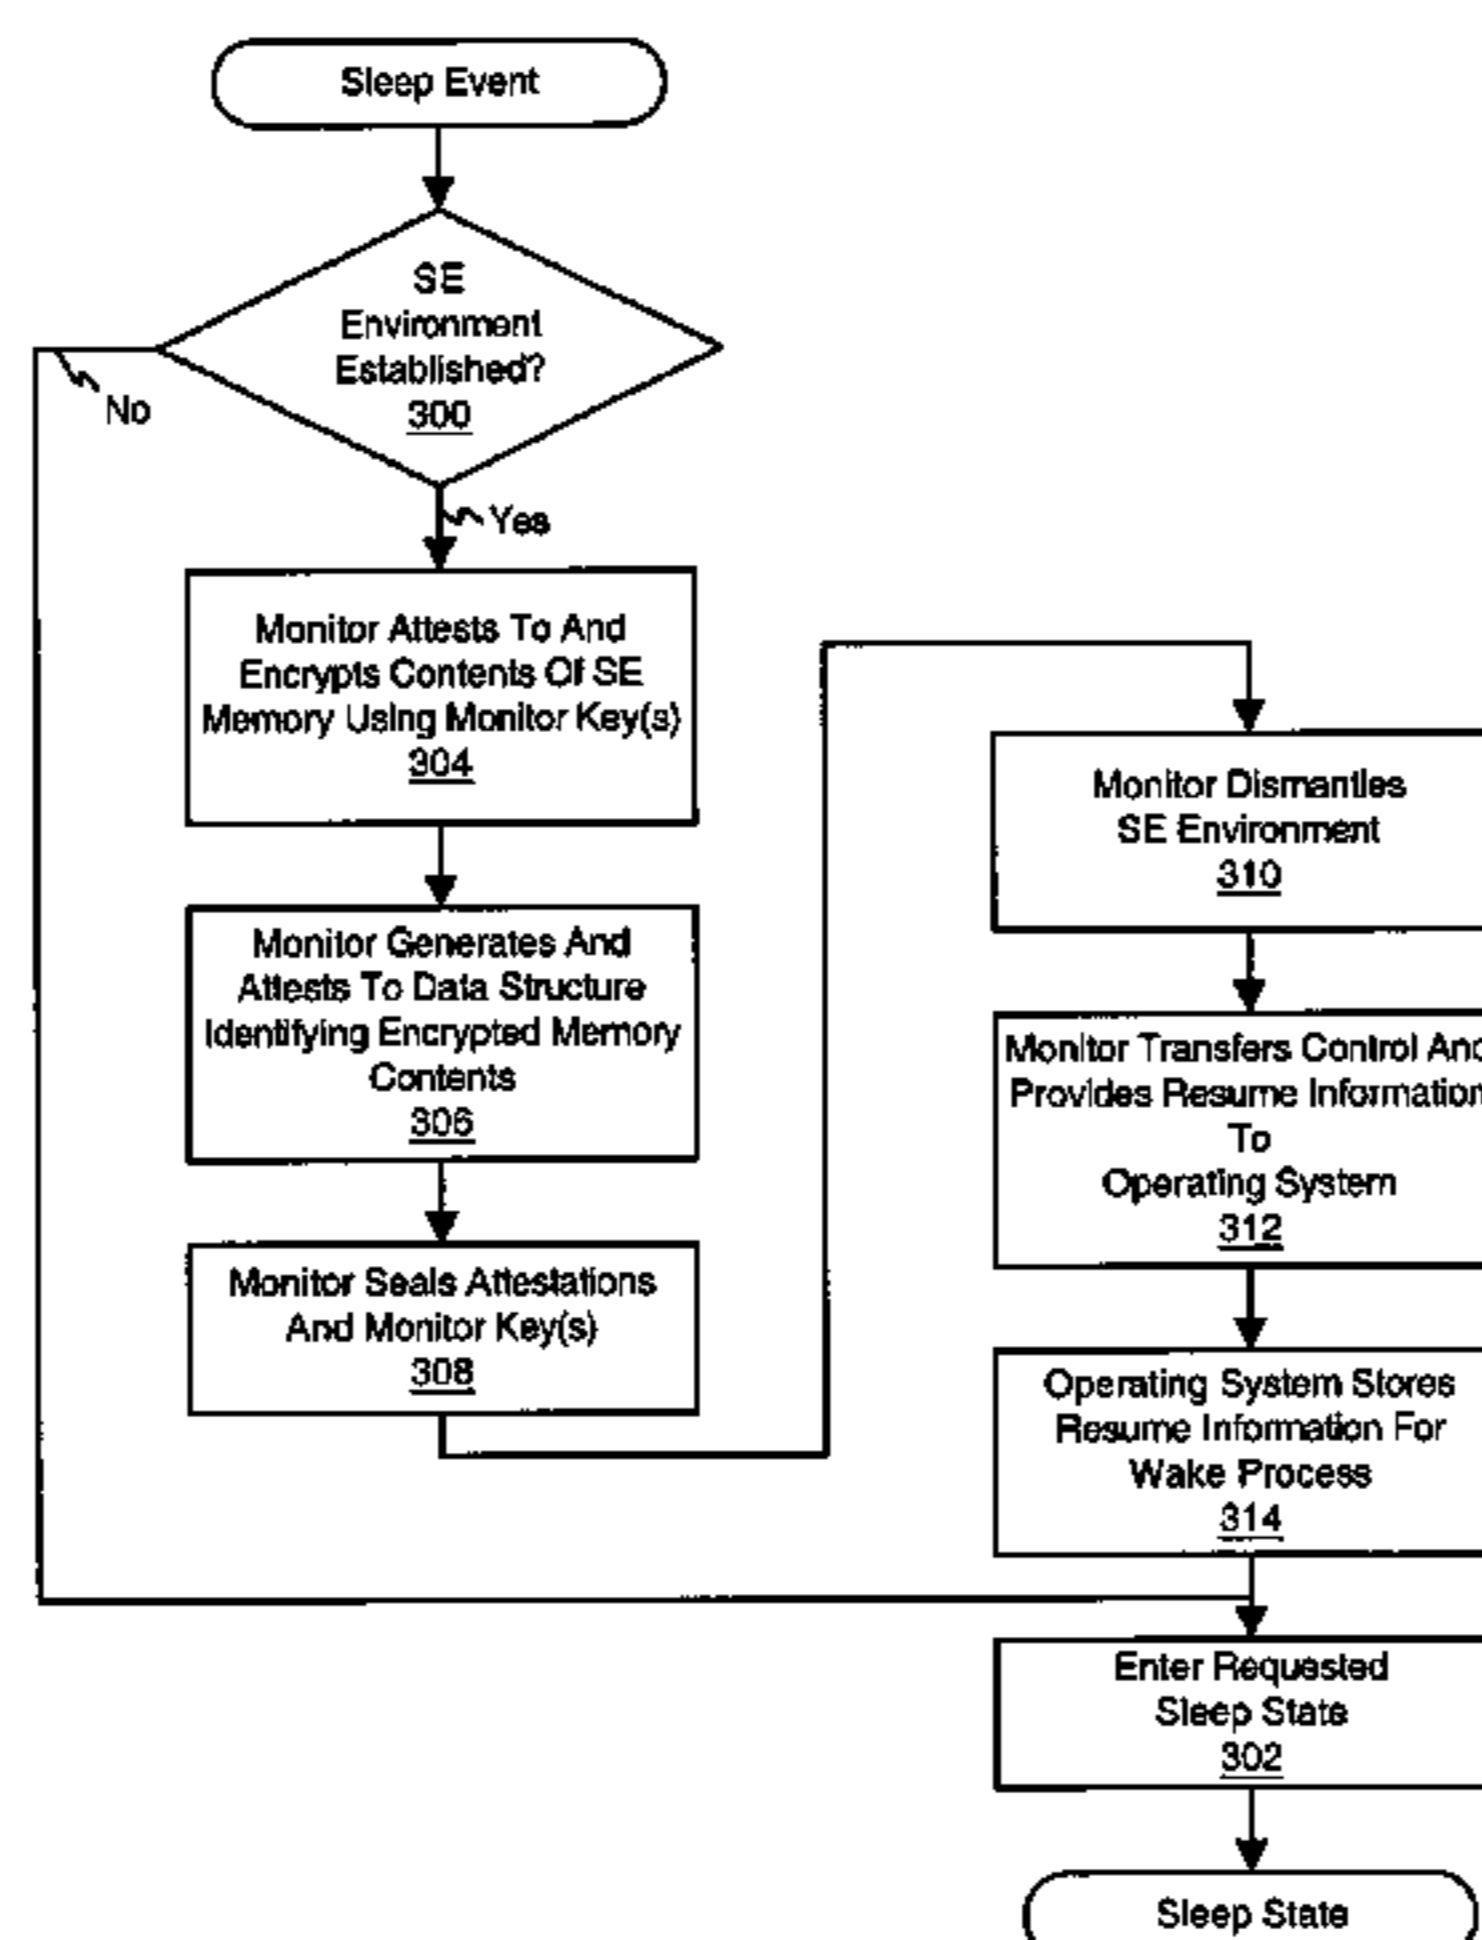 Sleep Event
SE
Environment
Established?
300
No
Yes
Monitor Attests To And
Encrypts Contents Of SE
Memory Using Monitor Key(s)
304
Monitor Generates And
Attests To Data Structure
Identifying Encrypted Memory
Contents
306
Monitor Seals Attestations
And Monitor Key(s)
308
Monitor Dismantles
SE Environment
310
Monitor Transfers Control And
Provides Resume Information
To
Operating System
312
Operating System Stores
Resume Information For
Wake Process
314
Enter Requested
Sleep State
302
Sleep State